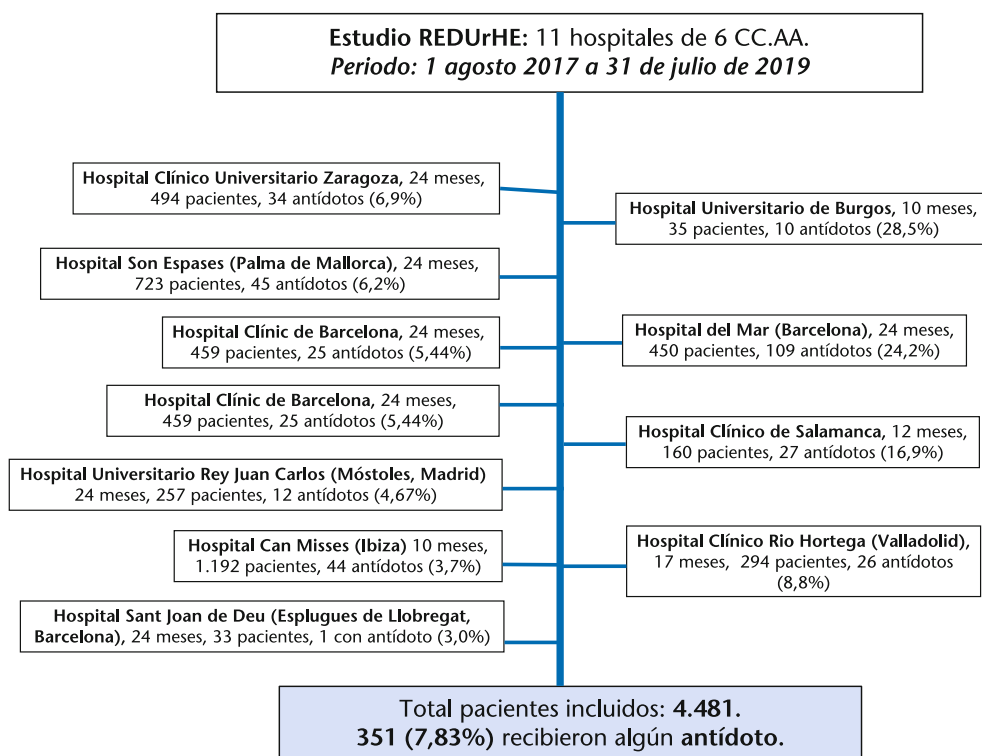 Estudio REDUrHE: 11 hospitales de 6 CC.AA.
Periodo: 1 agosto 2017 a 31 de julio de 2019
Hospital Clínico Universitario Zaragoza, 24 meses,
494 pacientes, 34 antídotos (6,9%)
Hospital Universitario de Burgos, 10 meses,
35 pacientes, 10 antídotos (28,5%)
Hospital Son Espases (Palma de Mallorca), 24 meses,
723 pacientes, 45 antídotos (6,2%)
Hospital Clínic de Barcelona, 24 meses,
459 pacientes, 25 antídotos (5,44%)
Hospital del Mar (Barcelona), 24 meses,
450 pacientes, 109 antídotos (24,2%)
Hospital Clínic de Barcelona, 24 meses,
459 pacientes, 25 antídotos (5,44%)
Hospital Clínico de Salamanca, 12 meses,
160 pacientes, 27 antídotos (16,9%)
Hospital Universitario Rey Juan Carlos (Móstoles, Madrid)
24 meses, 257 pacientes, 12 antídotos (4,67%)
Hospital Can Misses (Ibiza) 10 meses,
1.192 pacientes, 44 antídotos (3,7%)
Hospital Clínico Rio Hortega (Valladolid),
17 meses, 294 pacientes, 26 antídotos
(8,8%)
Hospital Sant Joan de Deu (Esplugues de Llobregat,
Barcelona), 24 meses, 33 pacientes, 1 con antídoto (3,0%)
Total pacientes incluidos: 4.481.
351 (7,83%) recibieron algún antídoto.